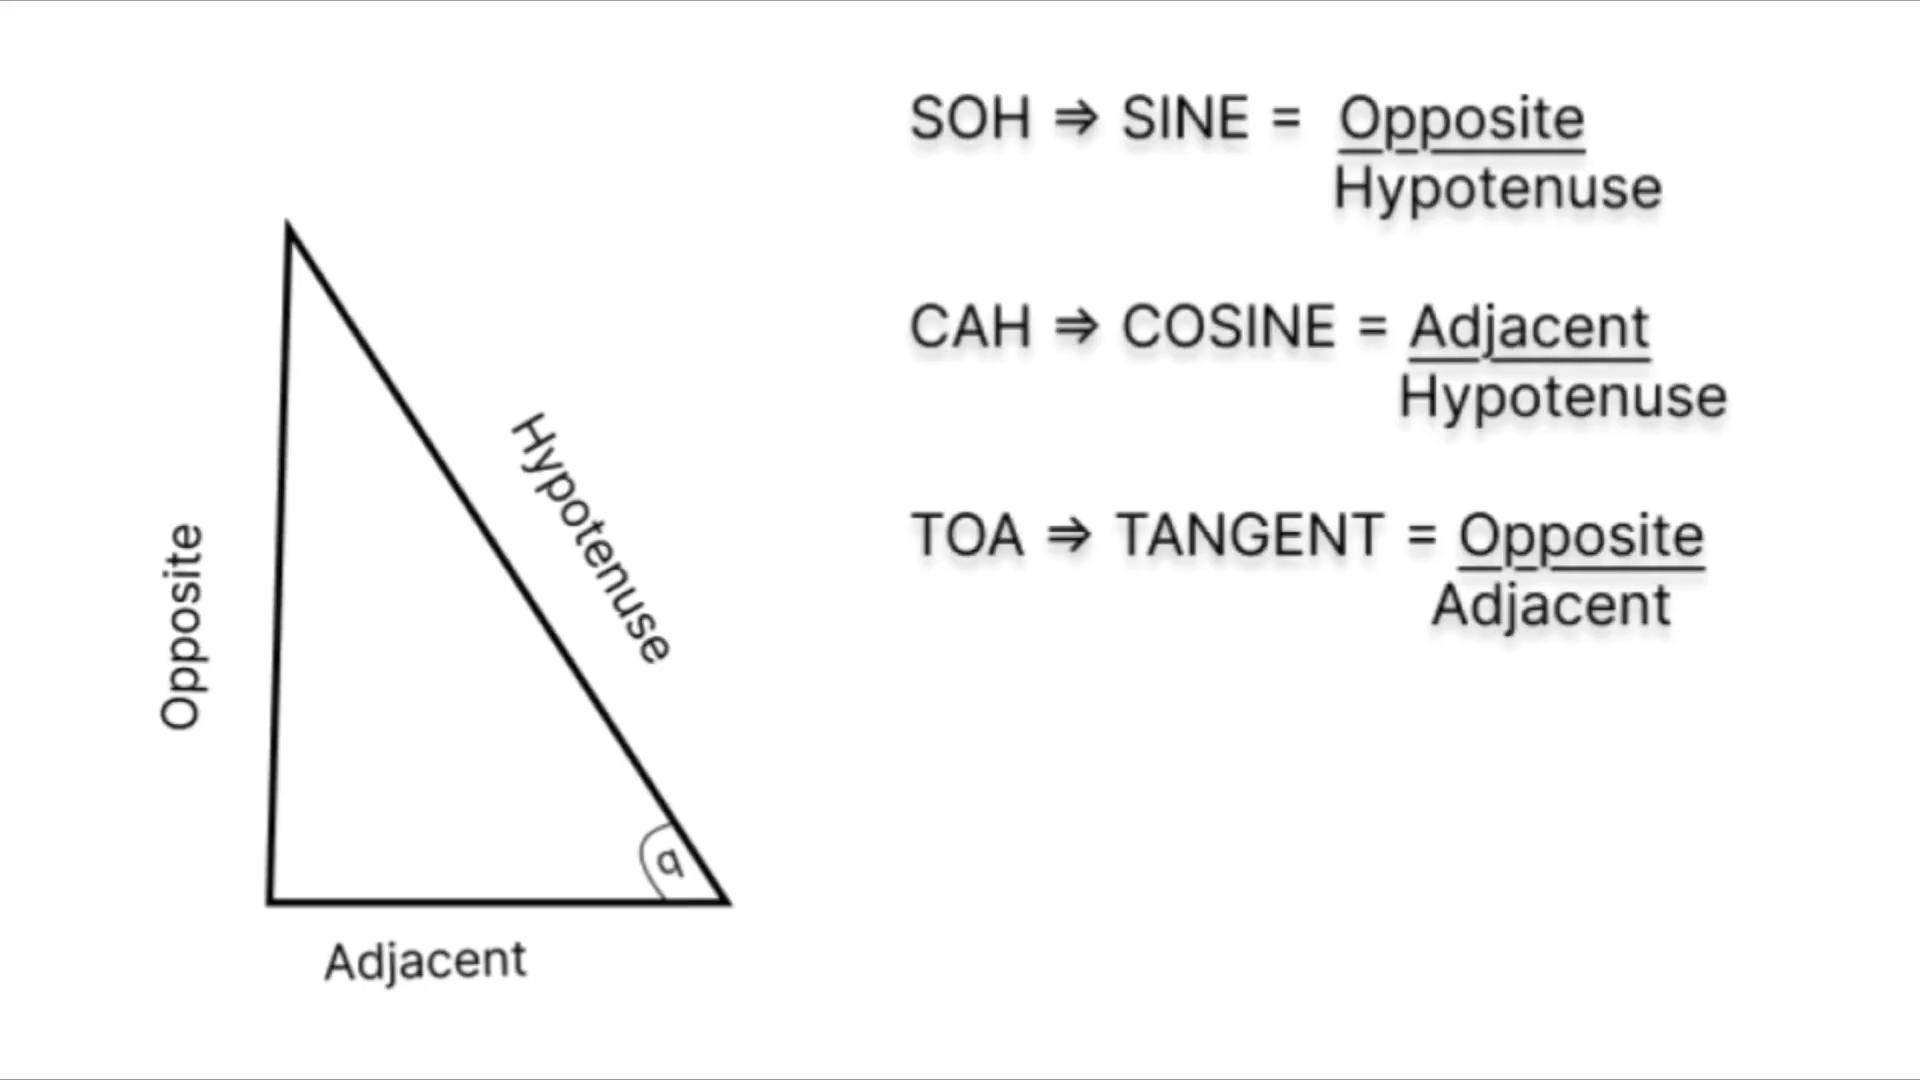 SOH ⇒ SINE = Opposite
Hypotenuse
CAH ⇒ COSINE = Adjacent
Hypotenuse
TOA ⇒ TANGENT = Opposite
Adjacent
Opposite
Hypotenuse
Adjacent